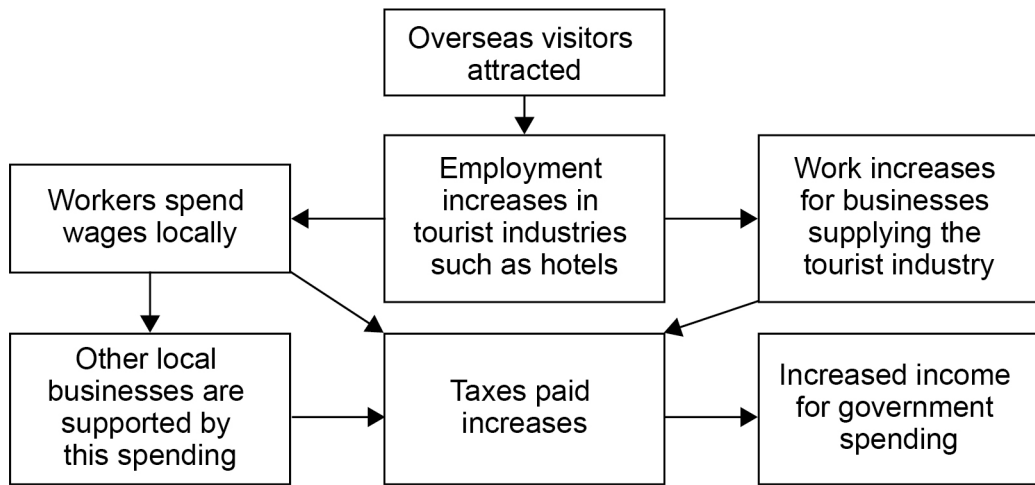 Overseas visitors
attracted
Workers spend
wages locally
Employment
increases in
tourist industries
such as hotels
Work increases
for businesses
supplying the
tourist industry
Other local
businesses are
supported by
this spending
Taxes paid
increases
Increased income
for government
spending